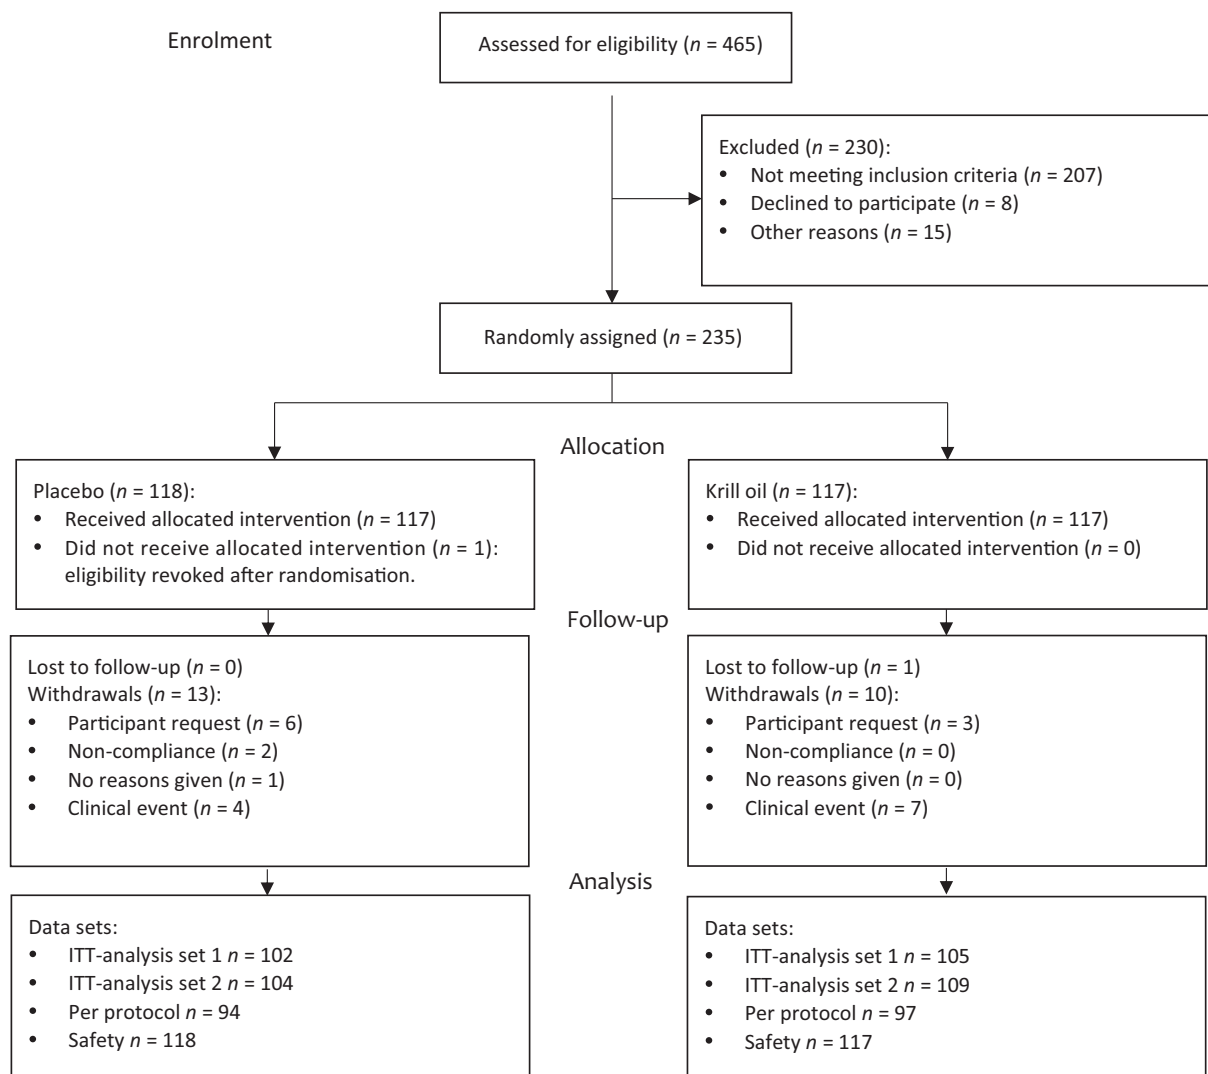 Enrolment
Assessed for eligibility (n = 465)
Excluded (n = 230):
• Not meeting inclusion criteria (n = 207)
• Declined to participate (n = 8)
• Other reasons (n = 15)
Randomly assigned (n = 235)
Allocation
Placebo (n = 118):
• Received allocated intervention (n = 117)
• Did not receive allocated intervention (n = 1):
eligibility revoked after randomisation.
Krill oil (n = 117):
• Received allocated intervention (n = 117)
• Did not receive allocated intervention (n = 0)
Follow-up
Lost to follow-up (n = 0)
Withdrawals (n = 13):
• Participant request (n = 6)
• Non-compliance (n = 2)
• No reasons given (n = 1)
• Clinical event (n = 4)
Lost to follow-up (n = 1)
Withdrawals (n = 10):
• Participant request (n = 3)
• Non-compliance (n = 0)
• No reasons given (n = 0)
• Clinical event (n = 7)
Analysis
Data sets:
• ITT-analysis set 1 n = 102
• ITT-analysis set 2 n = 104
• Per protocol n = 94
• Safety n = 118
Data sets:
• ITT-analysis set 1 n = 105
• ITT-analysis set 2 n = 109
• Per protocol n = 97
• Safety n = 117